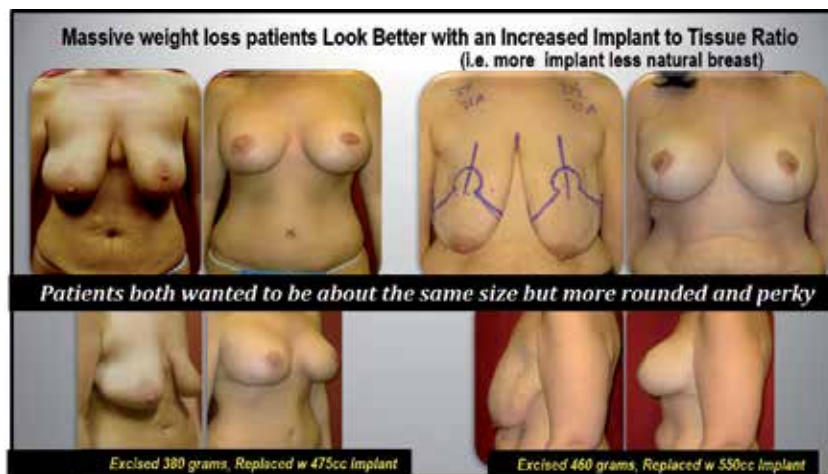 Massive weight loss patients Look Better with an Increased Implant to Tissue Ratio
(i.e. more implant less natural breast)
Patients both wanted to be about the same size but more rounded and perky
Excised 380 grams, Replaced w 475cc Implant
Excised 460 grams, Replaced w 550cc Implant